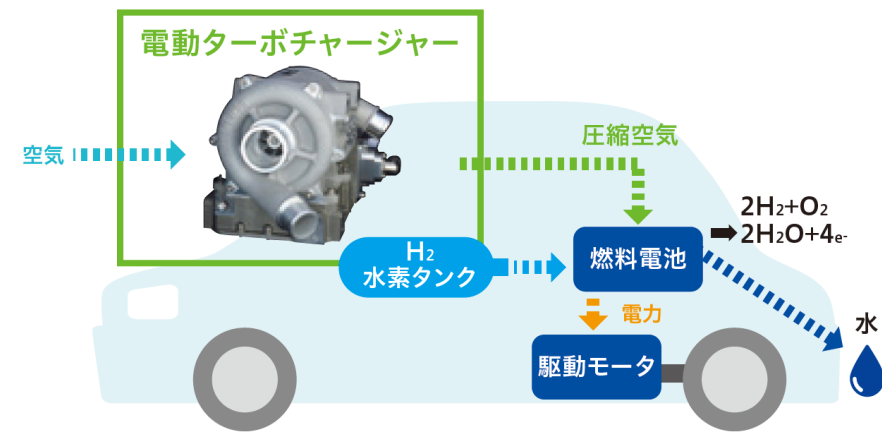 電動ターボチャージャー
空気
圧縮空気
2H₂+O₂
➡2H₂O+4e-
H₂
水素タンク
燃料電池
電力
水
駆動モータ